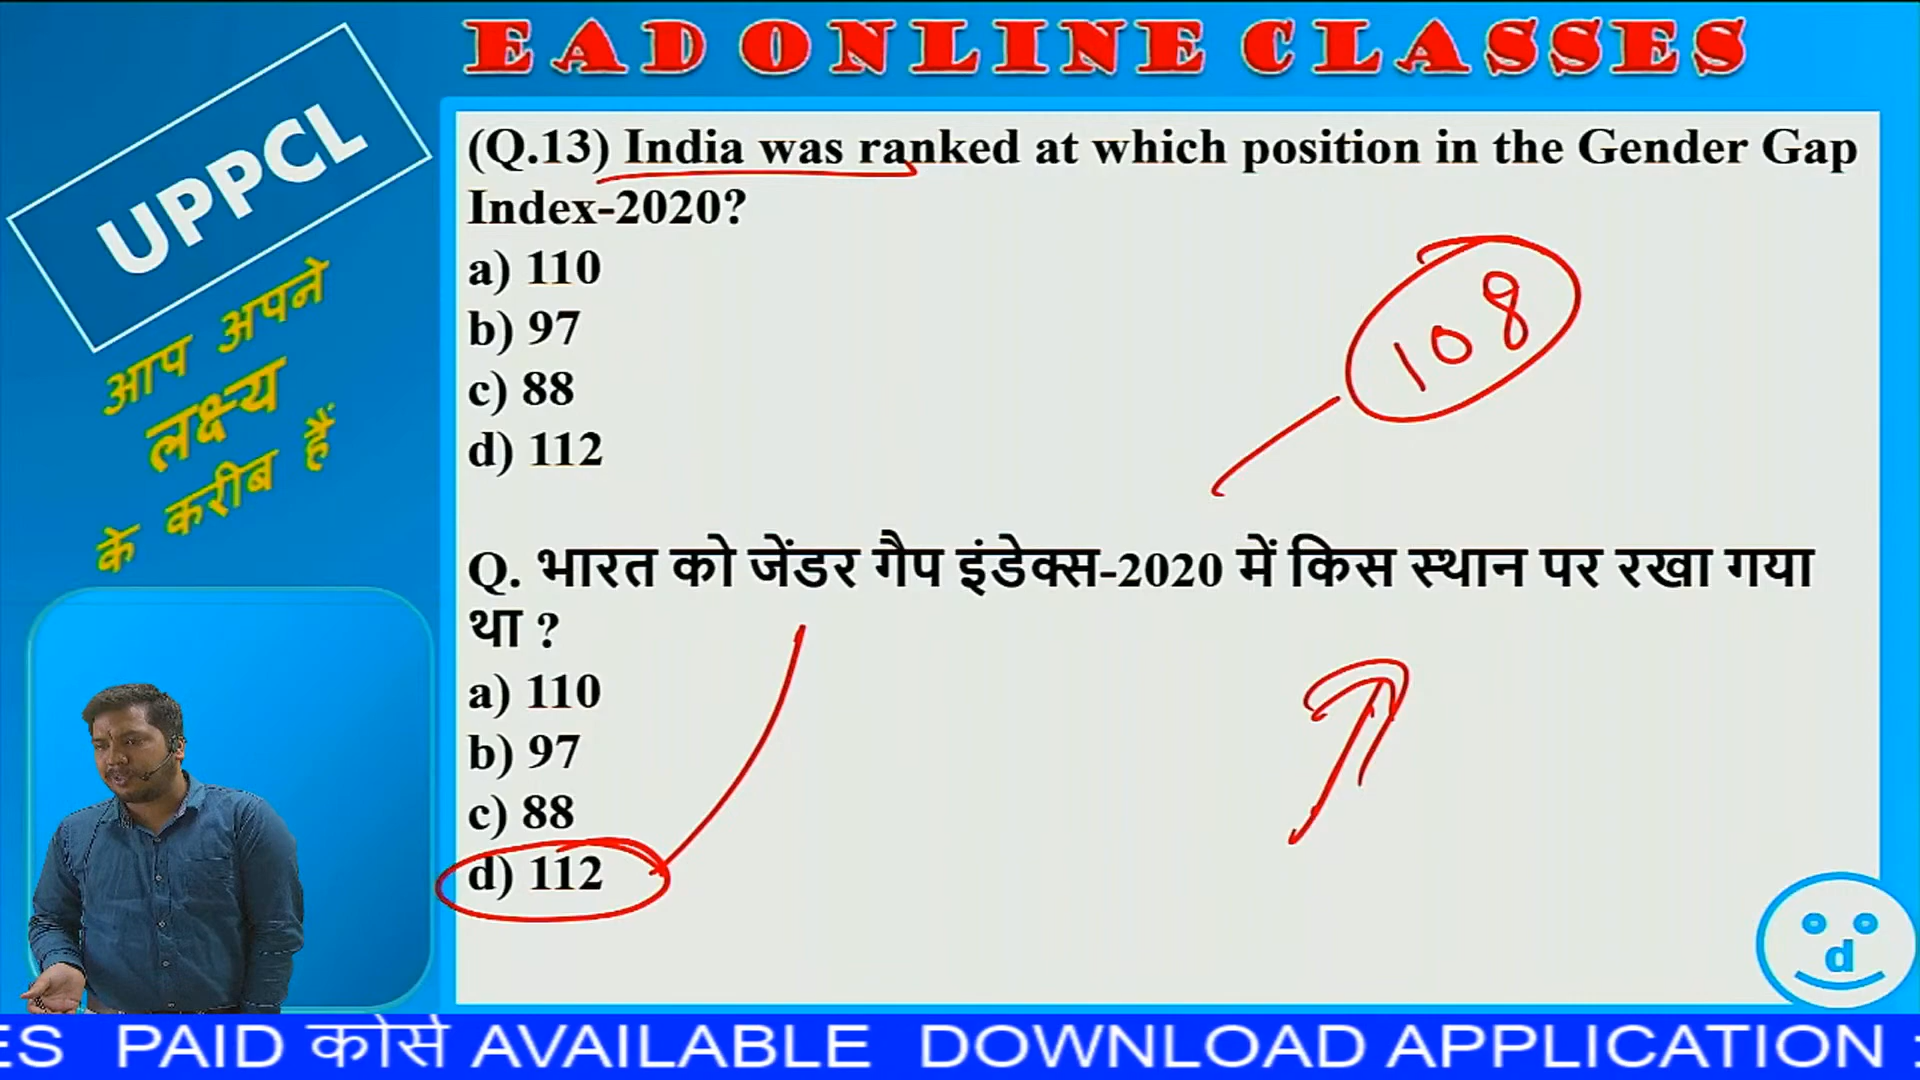 EAD ONLINE CLASSES
UPPCL
आप अपने
लक्ष्य
के करीब हैं
(Q.13) India was ranked at which position in the Gender Gap
Index-2020?
a) 110
b) 97
c) 88
d) 112
108
Q. भारत को जेंडर गैप इंडेक्स-2020 में किस स्थान पर रखा गया
था ?
a) 110
b) 97
c) 88
d) 112
d
ES PAID कोर्स AVAILABLE DOWNLOAD APPLICATION :